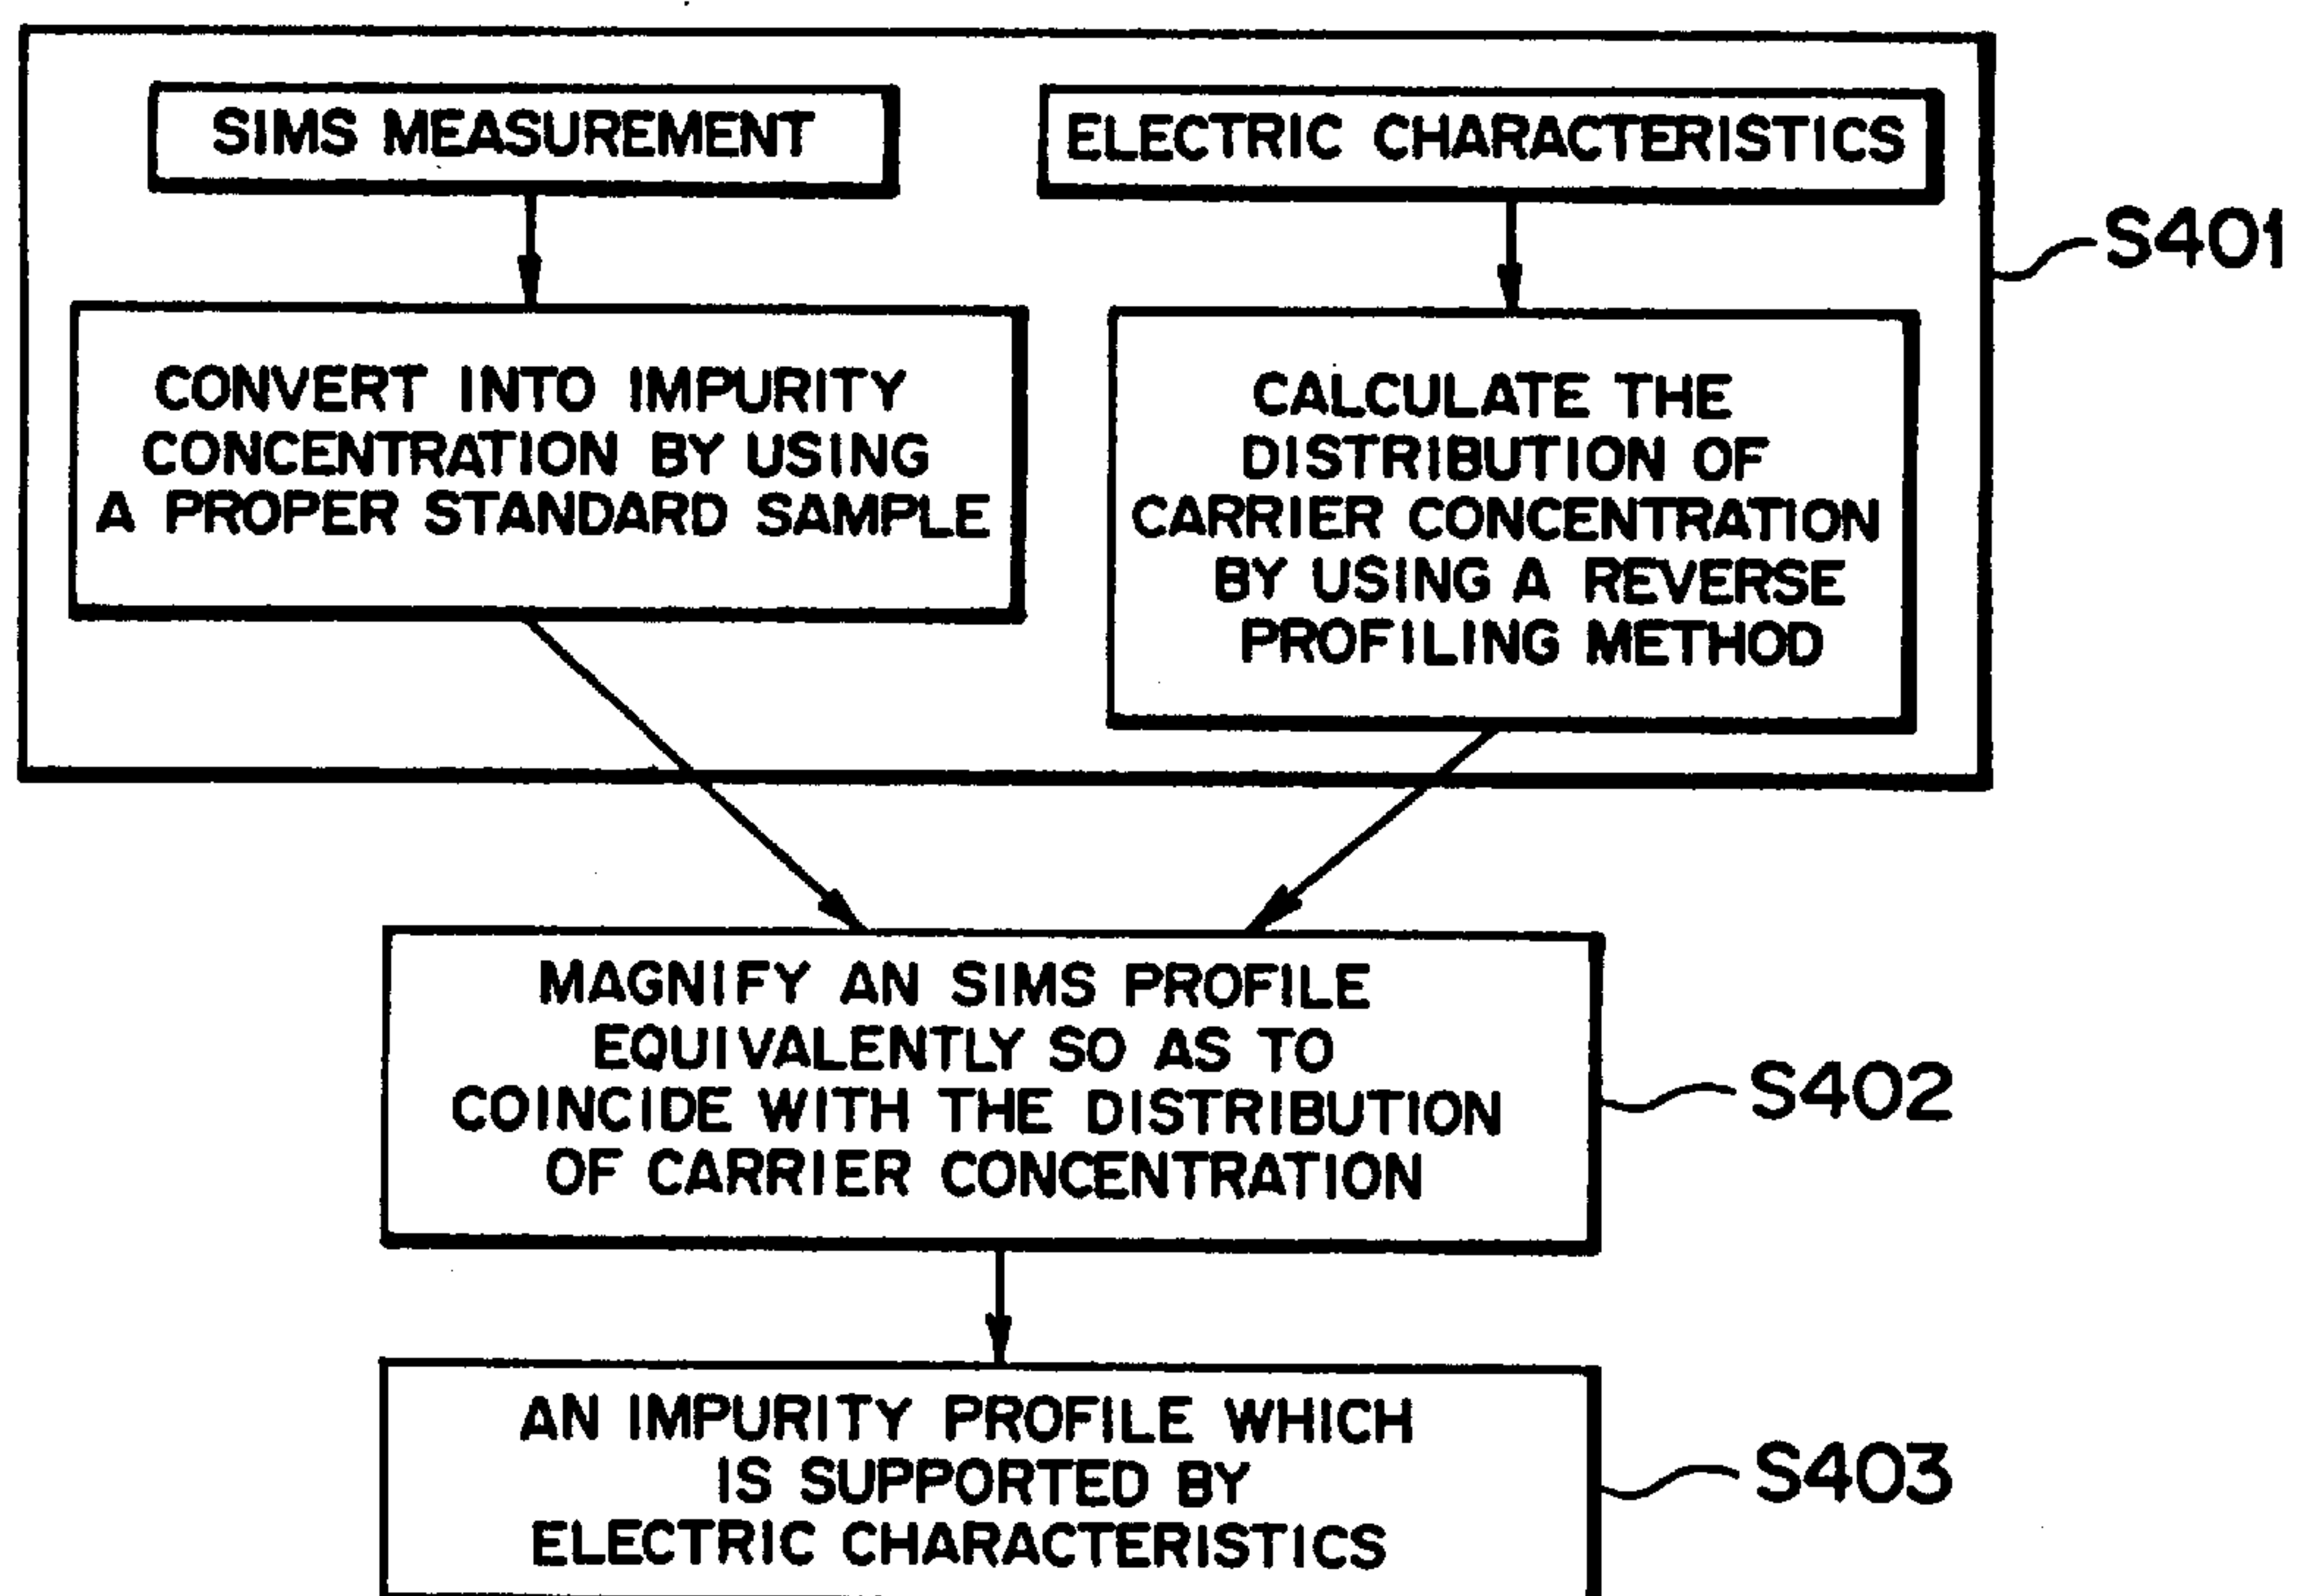 SIMS MEASUREMENT
ELECTRIC CHARACTERISTICS
S401
CONVERT INTO IMPURITY
CONCENTRATION BY USING
A PROPER STANDARD SAMPLE
CALCULATE THE
DISTRIBUTION OF
CARRIER CONCENTRATION
BY USING A REVERSE
PROFILING METHOD
MAGNIFY AN SIMS PROFILE
EQUIVALENTLY SO AS TO
COINCIDE WITH THE DISTRIBUTION
OF CARRIER CONCENTRATION
S402
AN IMPURITY PROFILE WHICH
IS SUPPORTED BY
ELECTRIC CHARACTERISTICS
S403